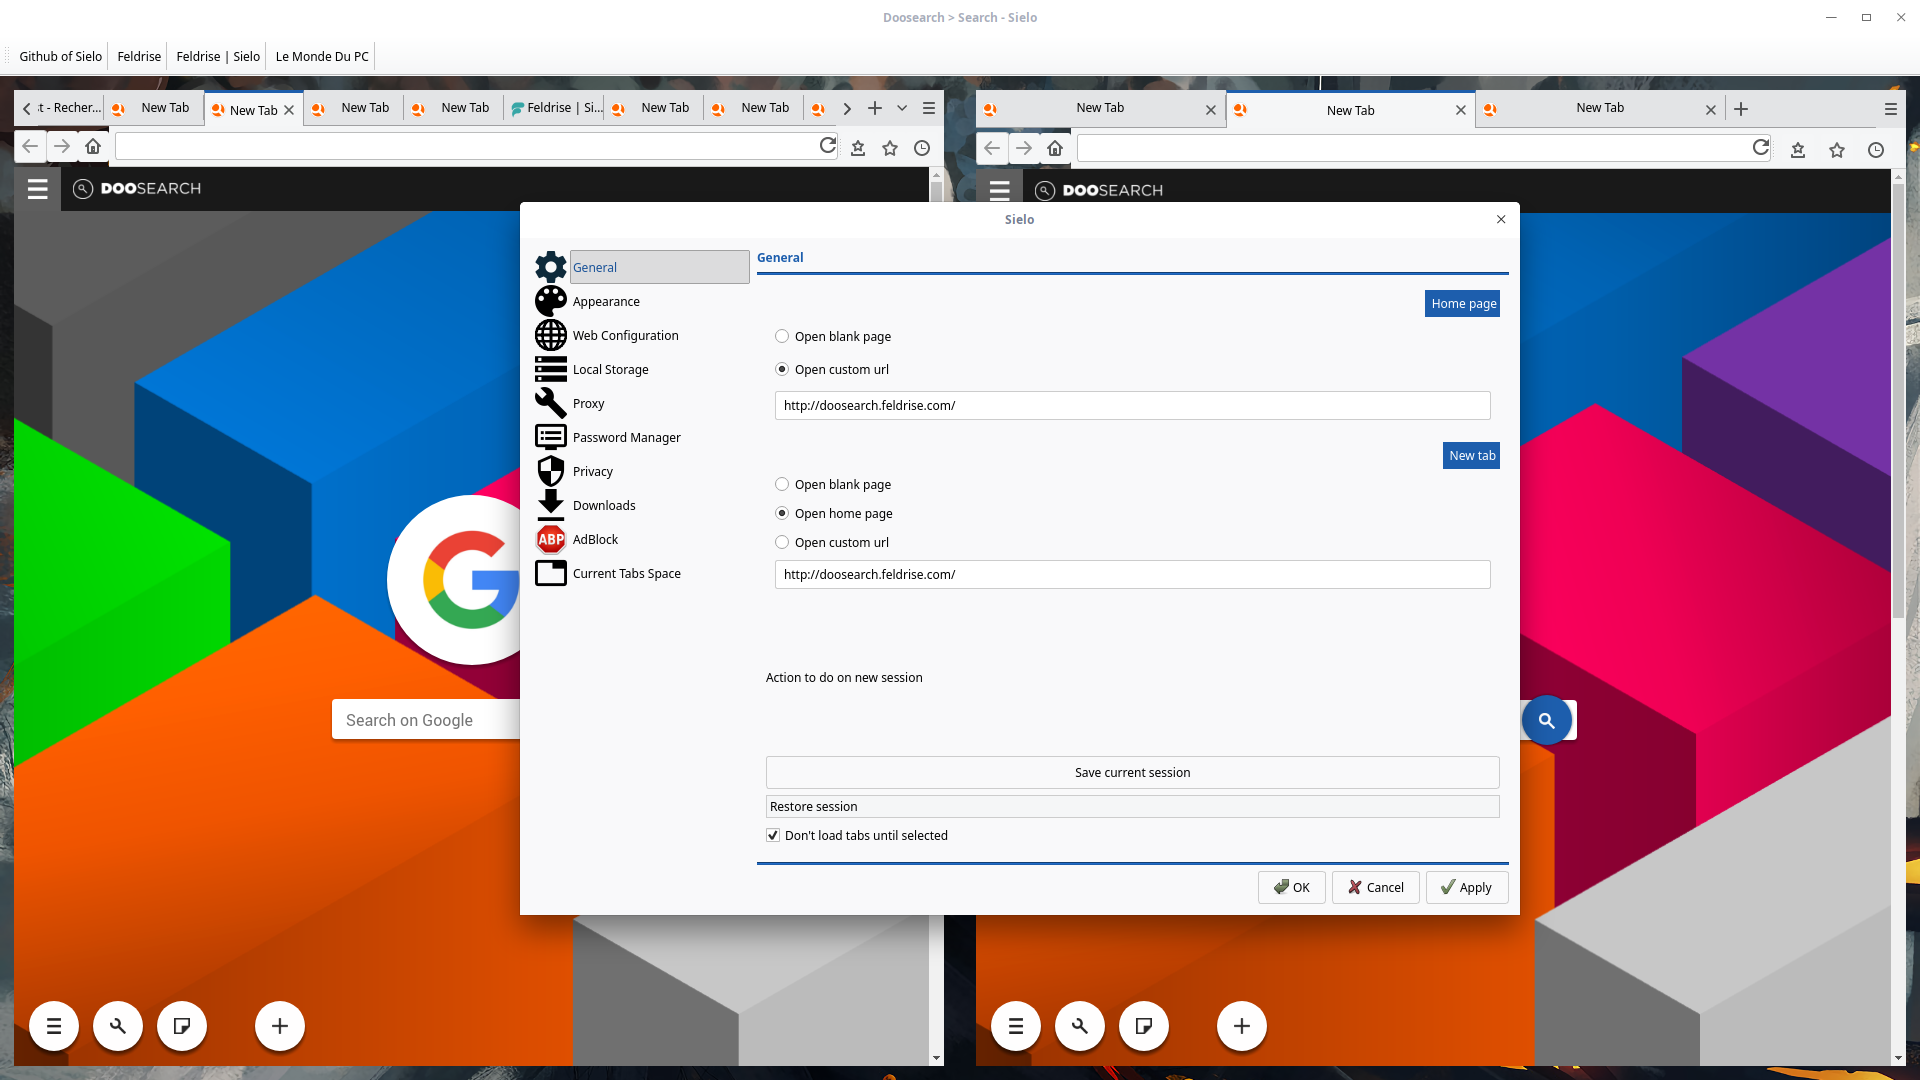 Doosearch > Search - Sielo
Github of Sielo Feldrise Feldrise | Sielo Le Monde Du PC
t - Recher... New Tab New Tab New Tab New Tab Feldrise | Si... New Tab New Tab
New Tab New Tab New Tab
DOOSEARCH
DOOSEARCH
Sielo
General
Appearance
Web Configuration
Local Storage
Proxy
Password Manager
Privacy
Downloads
ABP AdBlock
Current Tabs Space
General
Home page
Open blank page
Open custom url
http://doosearch.feldrise.com/
New tab
Open blank page
Open home page
Open custom url
http://doosearch.feldrise.com/
Action to do on new session
Save current session
Restore session
Don't load tabs until selected
OK Cancel Apply
G
Search on Google